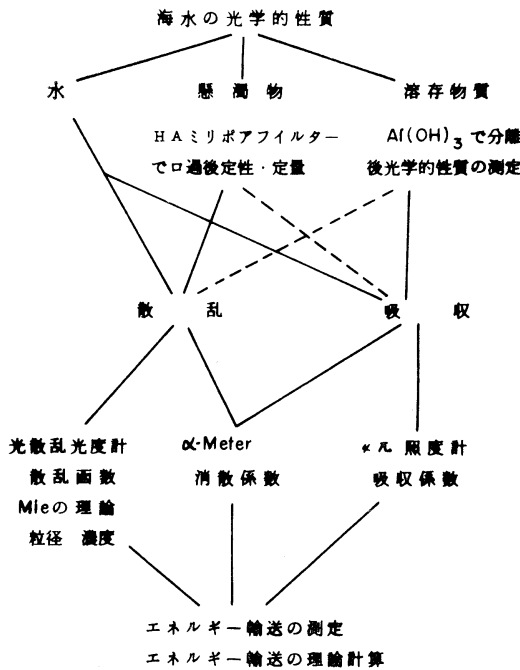 海水の光学的性質
水 懸濁物 溶存物質
HAミリポアフイルター
でロ過後定性・定量
Al(OH)3で分離
後光学的性質の測定
散乱 吸収
光散乱光度計
散乱画数
Mieの理論
粒径 濃度
α-Meter
消散係数
照度計
吸収係数
エネルギー輸送の測定
エネルギー輸送の理論計算